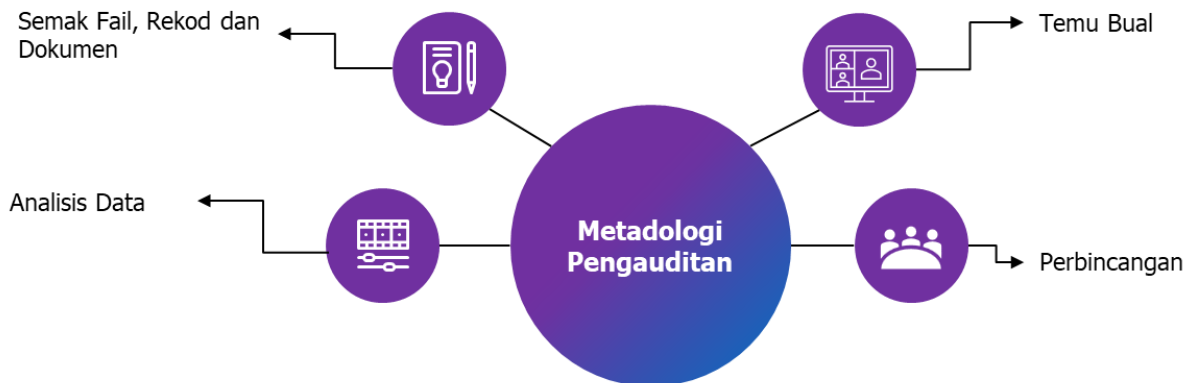 Semak Fail, Rekod dan
Dokumen
Temu Bual
Analisis Data
Metadologi
Pengauditan
Perbincangan